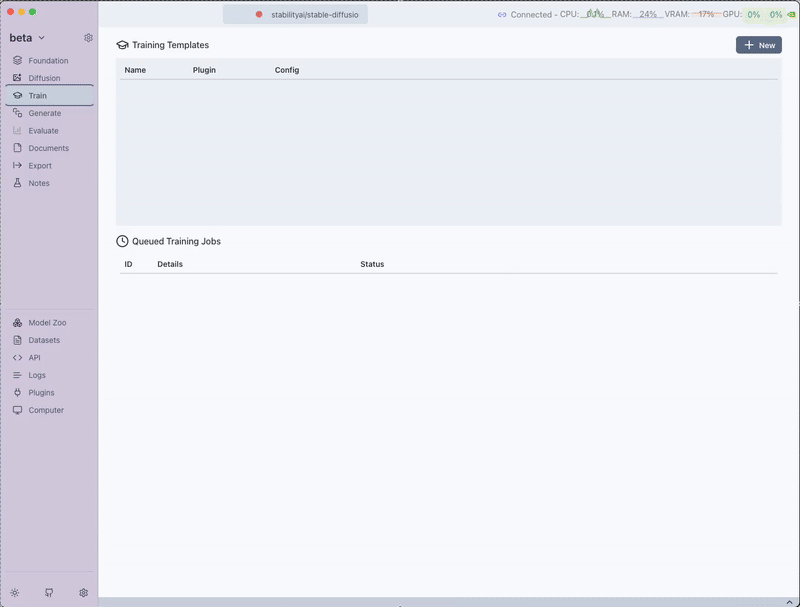 stabilityai/stable-diffusio
Connected - CPU: 0.1% RAM: 24% VRAM: 17% GPU: 0% 0%
beta
Foundation
Diffusion
Train
Generate
Evaluate
Documents
Export
Notes
Model Zoo
Datasets
API
Logs
Plugins
Computer
Training Templates
New
Name Plugin Config
Queued Training Jobs
ID Details Status